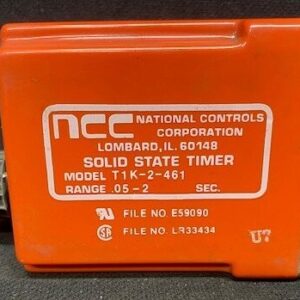 ncc NATIONAL CONTROLS
CORPORATION
LOMBARD, IL. 60148
SOLID STATE TIMER
MODEL T1K-2-461
RANGE .05-2 SEC.
FILE NO. E59090
FILE NO. LR33434
U7